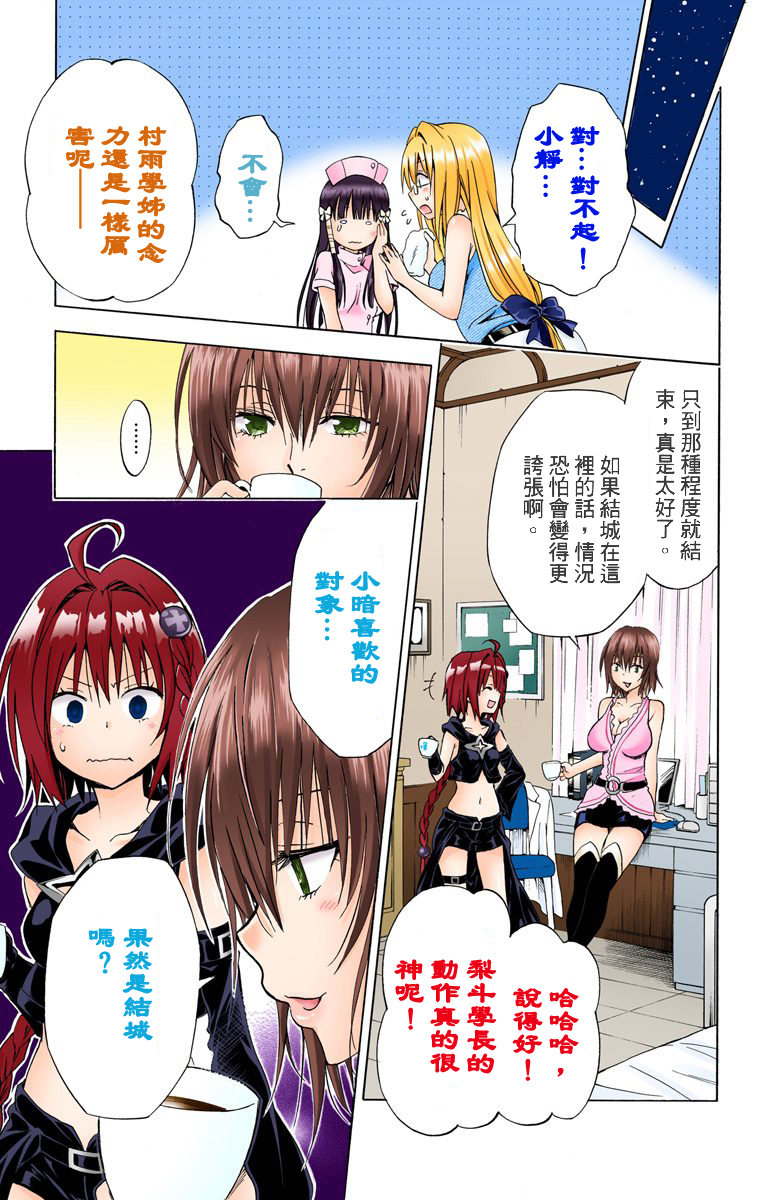 對…對不起！
小靜…
不會…
村雨學姊的念
力還是一樣厲
害呢——
只到那種程度就結
束，真是太好了。
如果結城在這
裡的話，情況
恐怕會變得更
誇張啊。
……
哈哈哈，
說得好！
梨斗學長的
動作真的很
神呢！
小暗喜歡的
對象…
果然是結城
嗎？